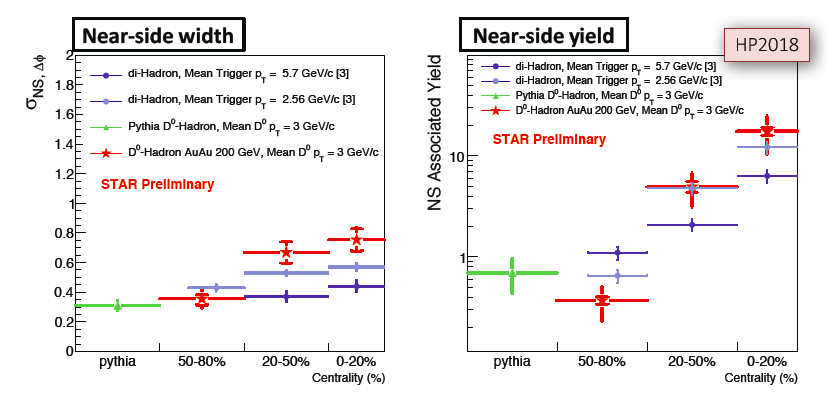 Near-side width
2
1.8
1.6
1.4
1.2
1
0.8
0.6
0.4
0.2
0
σNS, Δϕ
di-Hadron, Mean Trigger pT = 5.7 GeV/c [3]
di-Hadron, Mean Trigger pT = 2.56 GeV/c [3]
Pythia D0-Hadron, Mean D0 pT = 3 GeV/c
D0-Hadron AuAu 200 GeV, Mean D0 pT = 3 GeV/c
STAR Preliminary
pythia 50-80% 20-50% 0-20%
Centrality (%)
Near-side yield
HP2018
NS Associated Yield
di-Hadron, Mean Trigger pT = 5.7 GeV/c [3]
di-Hadron, Mean Trigger pT = 2.56 GeV/c [3]
Pythia D0-Hadron, Mean D0 pT = 3 GeV/c
D0-Hadron AuAu 200 GeV, Mean D0 pT = 3 GeV/c
STAR Preliminary
10
1
pythia 50-80% 20-50% 0-20%
Centrality (%)